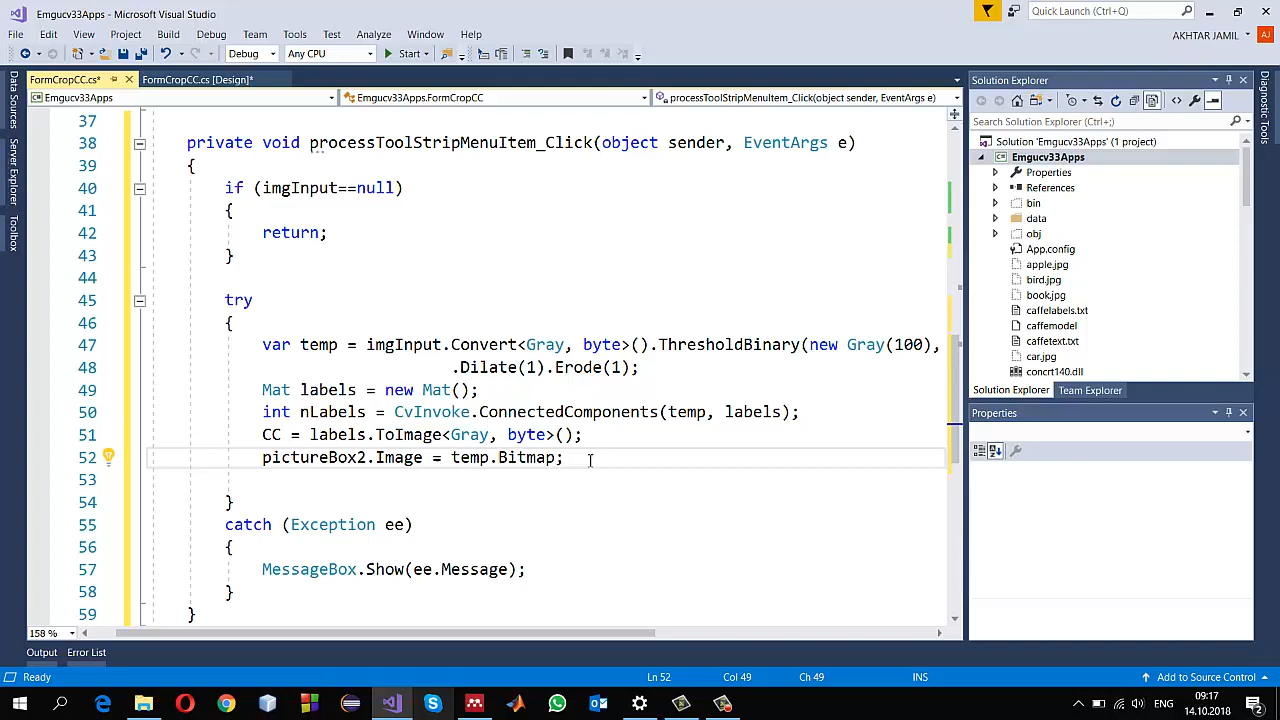 Emgucv33Apps - Microsoft Visual Studio
Quick Launch (Ctrl+Q)
File Edit View Project Build Debug Team Tools Test Analyze Window Help
AKHTAR JAMIL
AJ
Debug Any CPU Start
FormCropCC.cs* FormCropCC.cs [Design]*
Emgucv33Apps Emgucv33Apps.FormCropCC processToolStripMenuItem_Click(object sender, EventArgs e)
Data Sources
Server Explorer
Toolbox
37
38 private void processToolStripMenuItem_Click(object sender, EventArgs e)
39 {
40 if (imgInput==null)
41 {
42 return;
43 }
44
45 try
46 {
47 var temp = imgInput.Convert<Gray, byte>().ThresholdBinary(new Gray(100),
48 .Dilate(1).Erode(1);
49 Mat labels = new Mat();
50 int nLabels = CvInvoke.ConnectedComponents(temp, labels);
51 CC = labels.ToImage<Gray, byte>();
52 pictureBox2.Image = temp.Bitmap;
53
54 }
55 catch (Exception ee)
56 {
57 MessageBox.Show(ee.Message);
58 }
59 }
158 %
Solution Explorer
Search Solution Explorer (Ctrl+;)
Solution 'Emgucv33Apps' (1 project)
Emgucv33Apps
Properties
References
bin
data
obj
App.config
apple.jpg
bird.jpg
book.jpg
caffelabels.txt
caffemodel
caffetext.txt
car.jpg
concrt140.dll
Solution Explorer Team Explorer
Properties
Diagnostic Tools
Output Error List
Ready Ln 52 Col 49 Ch 49 INS Add to Source Control
ENG
09:17
14.10.2018
2